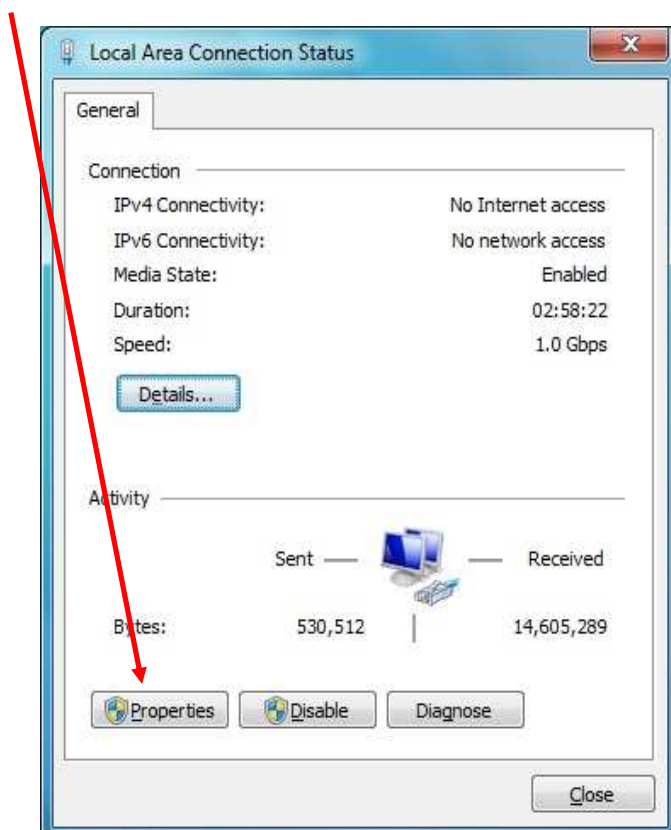 Local Area Connection Status
General
Connection
IPv4 Connectivity: No Internet access
IPv6 Connectivity: No network access
Media State: Enabled
Duration: 02:58:22
Speed: 1.0 Gbps
Details...
Activity
Sent — — Received
Bytes: 530,512 | 14,605,289
Properties Disable Diagnose
Close